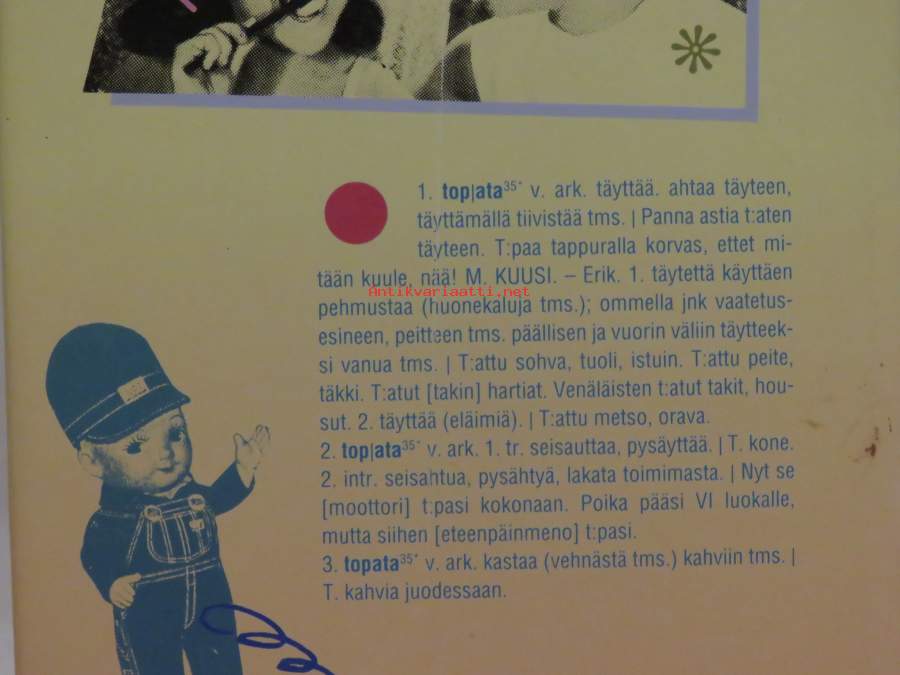 1. top|ata³⁵* v. ark. täyttää. ahtaa täyteen,
täyttämällä tiivistää tms. | Panna astia t:aten
täyteen. T:paa tappuralla korvas, ettet mi-
tään kuule, nää! M. KUUSI. – Erik. 1. täytettä käyttäen
Antikvariaatti.net
pehmustaa (huonekaluja tms.); ommella jnk vaatetus-
esineen, peitteen tms. päällisen ja vuorin väliin täytteek-
si vanua tms. | T:attu sohva, tuoli, istuin. T:attu peite,
täkki. T:atut [takin] hartiat. Venäläisten t:atut takit, hou-
sut. 2. täyttää (eläimiä). | T:attu metso, orava.
2. top|ata³⁵* v. ark. 1. tr. seisauttaa, pysäyttää. | T. kone.
2. intr. seisahtua, pysähtyä, lakata toimimasta. | Nyt se
[moottori] t:pasi kokonaan. Poika pääsi VI luokalle,
mutta siihen [eteenpäinmeno] t:pasi.
3. topata³⁵* v. ark. kastaa (vehnästä tms.) kahviin tms. |
T. kahvia juodessaan.